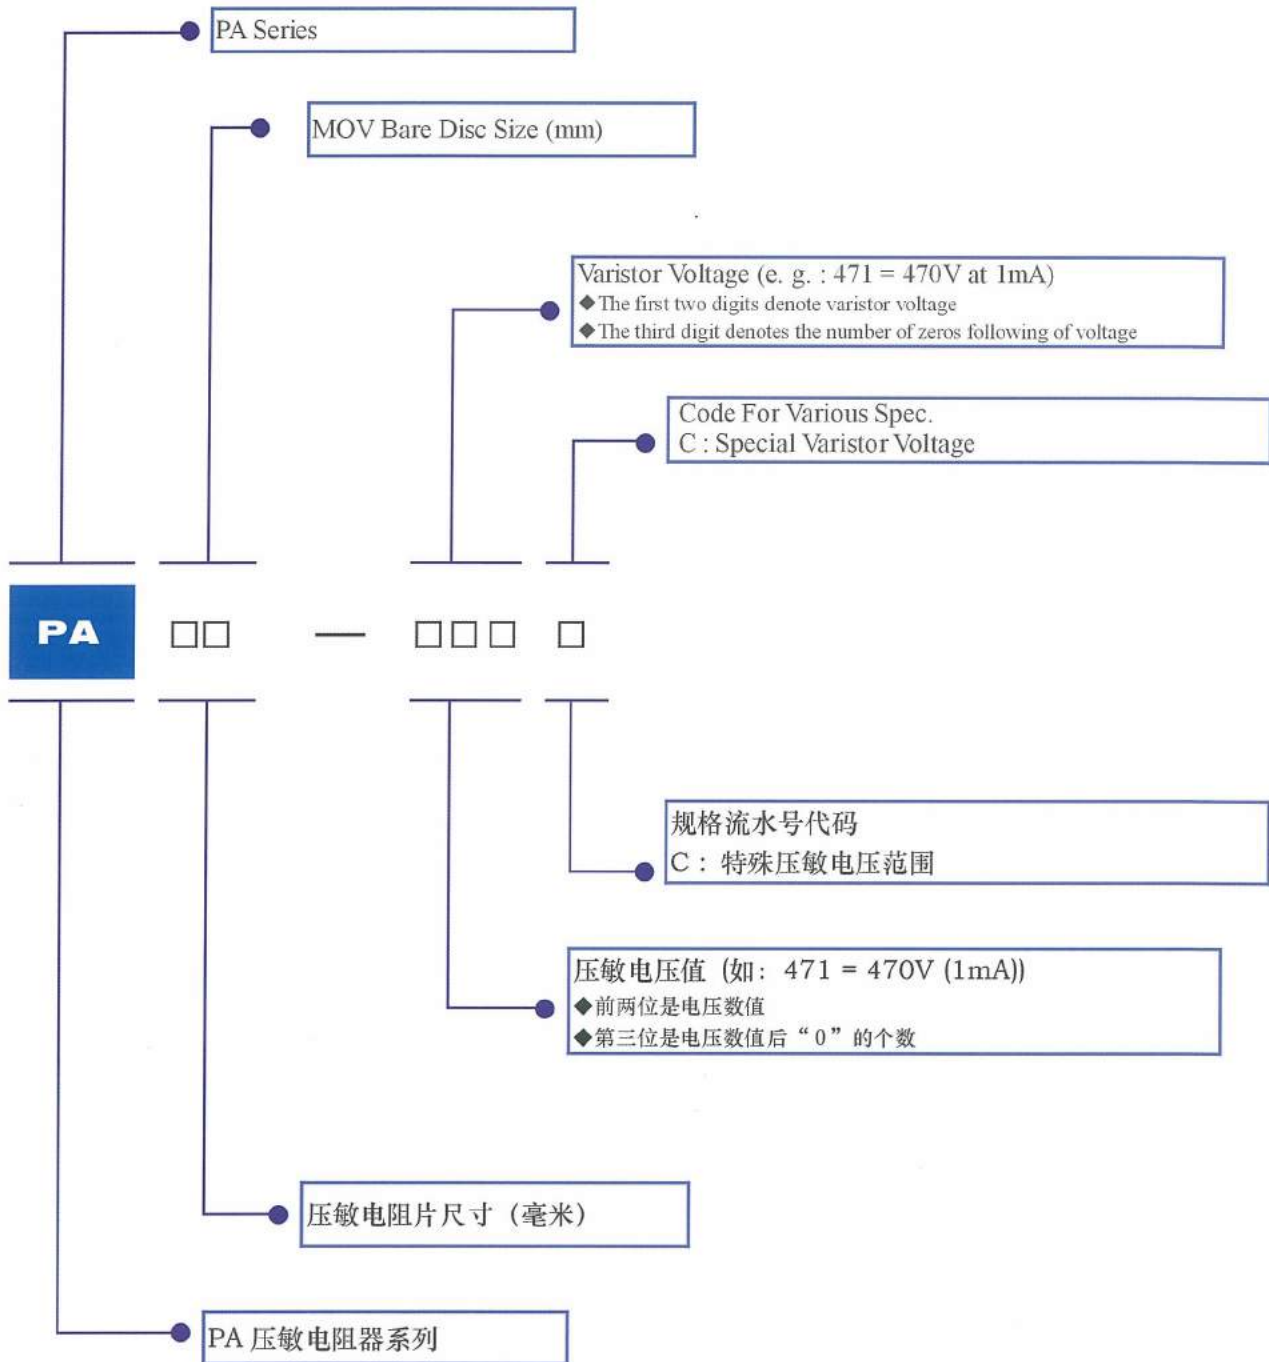 PA Series
MOV Bare Disc Size (mm)
Varistor Voltage (e. g. : 471 = 470V at 1mA)
◆The first two digits denote varistor voltage
◆The third digit denotes the number of zeros following of voltage
Code For Various Spec.
C : Special Varistor Voltage
PA □□ — □□□ □
规格流水号代码
C : 特殊压敏电压范围
压敏电压值 (如: 471 = 470V (1mA))
◆前两位是电压数值
◆第三位是电压数值后“0”的个数
压敏电阻片尺寸（毫米）
PA 压敏电阻器系列